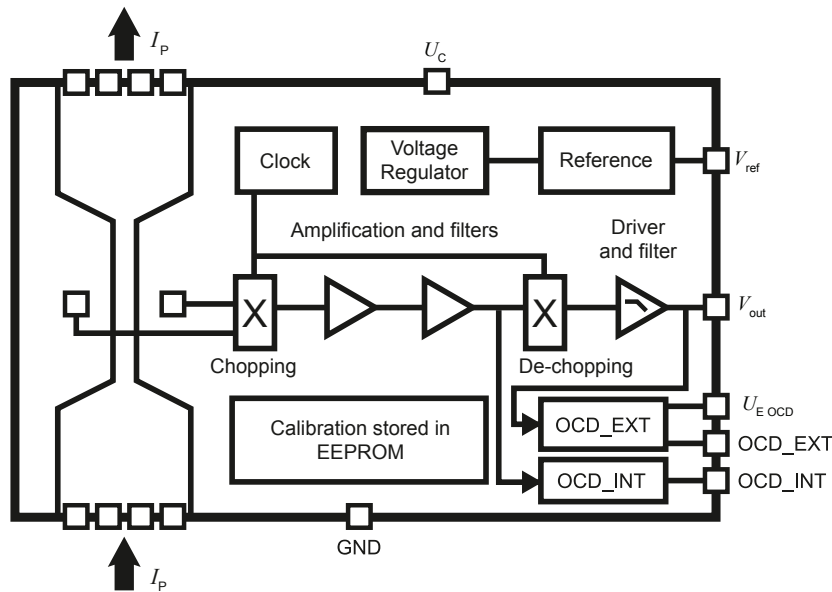 I_P
U_C
Clock
Voltage
Regulator
Reference
V_ref
Amplification and filters
Driver
and filter
X
X
V_out
Chopping
De-chopping
Calibration stored in
EEPROM
OCD_EXT
U_E OCD
OCD_EXT
OCD_INT
OCD_INT
GND
I_P